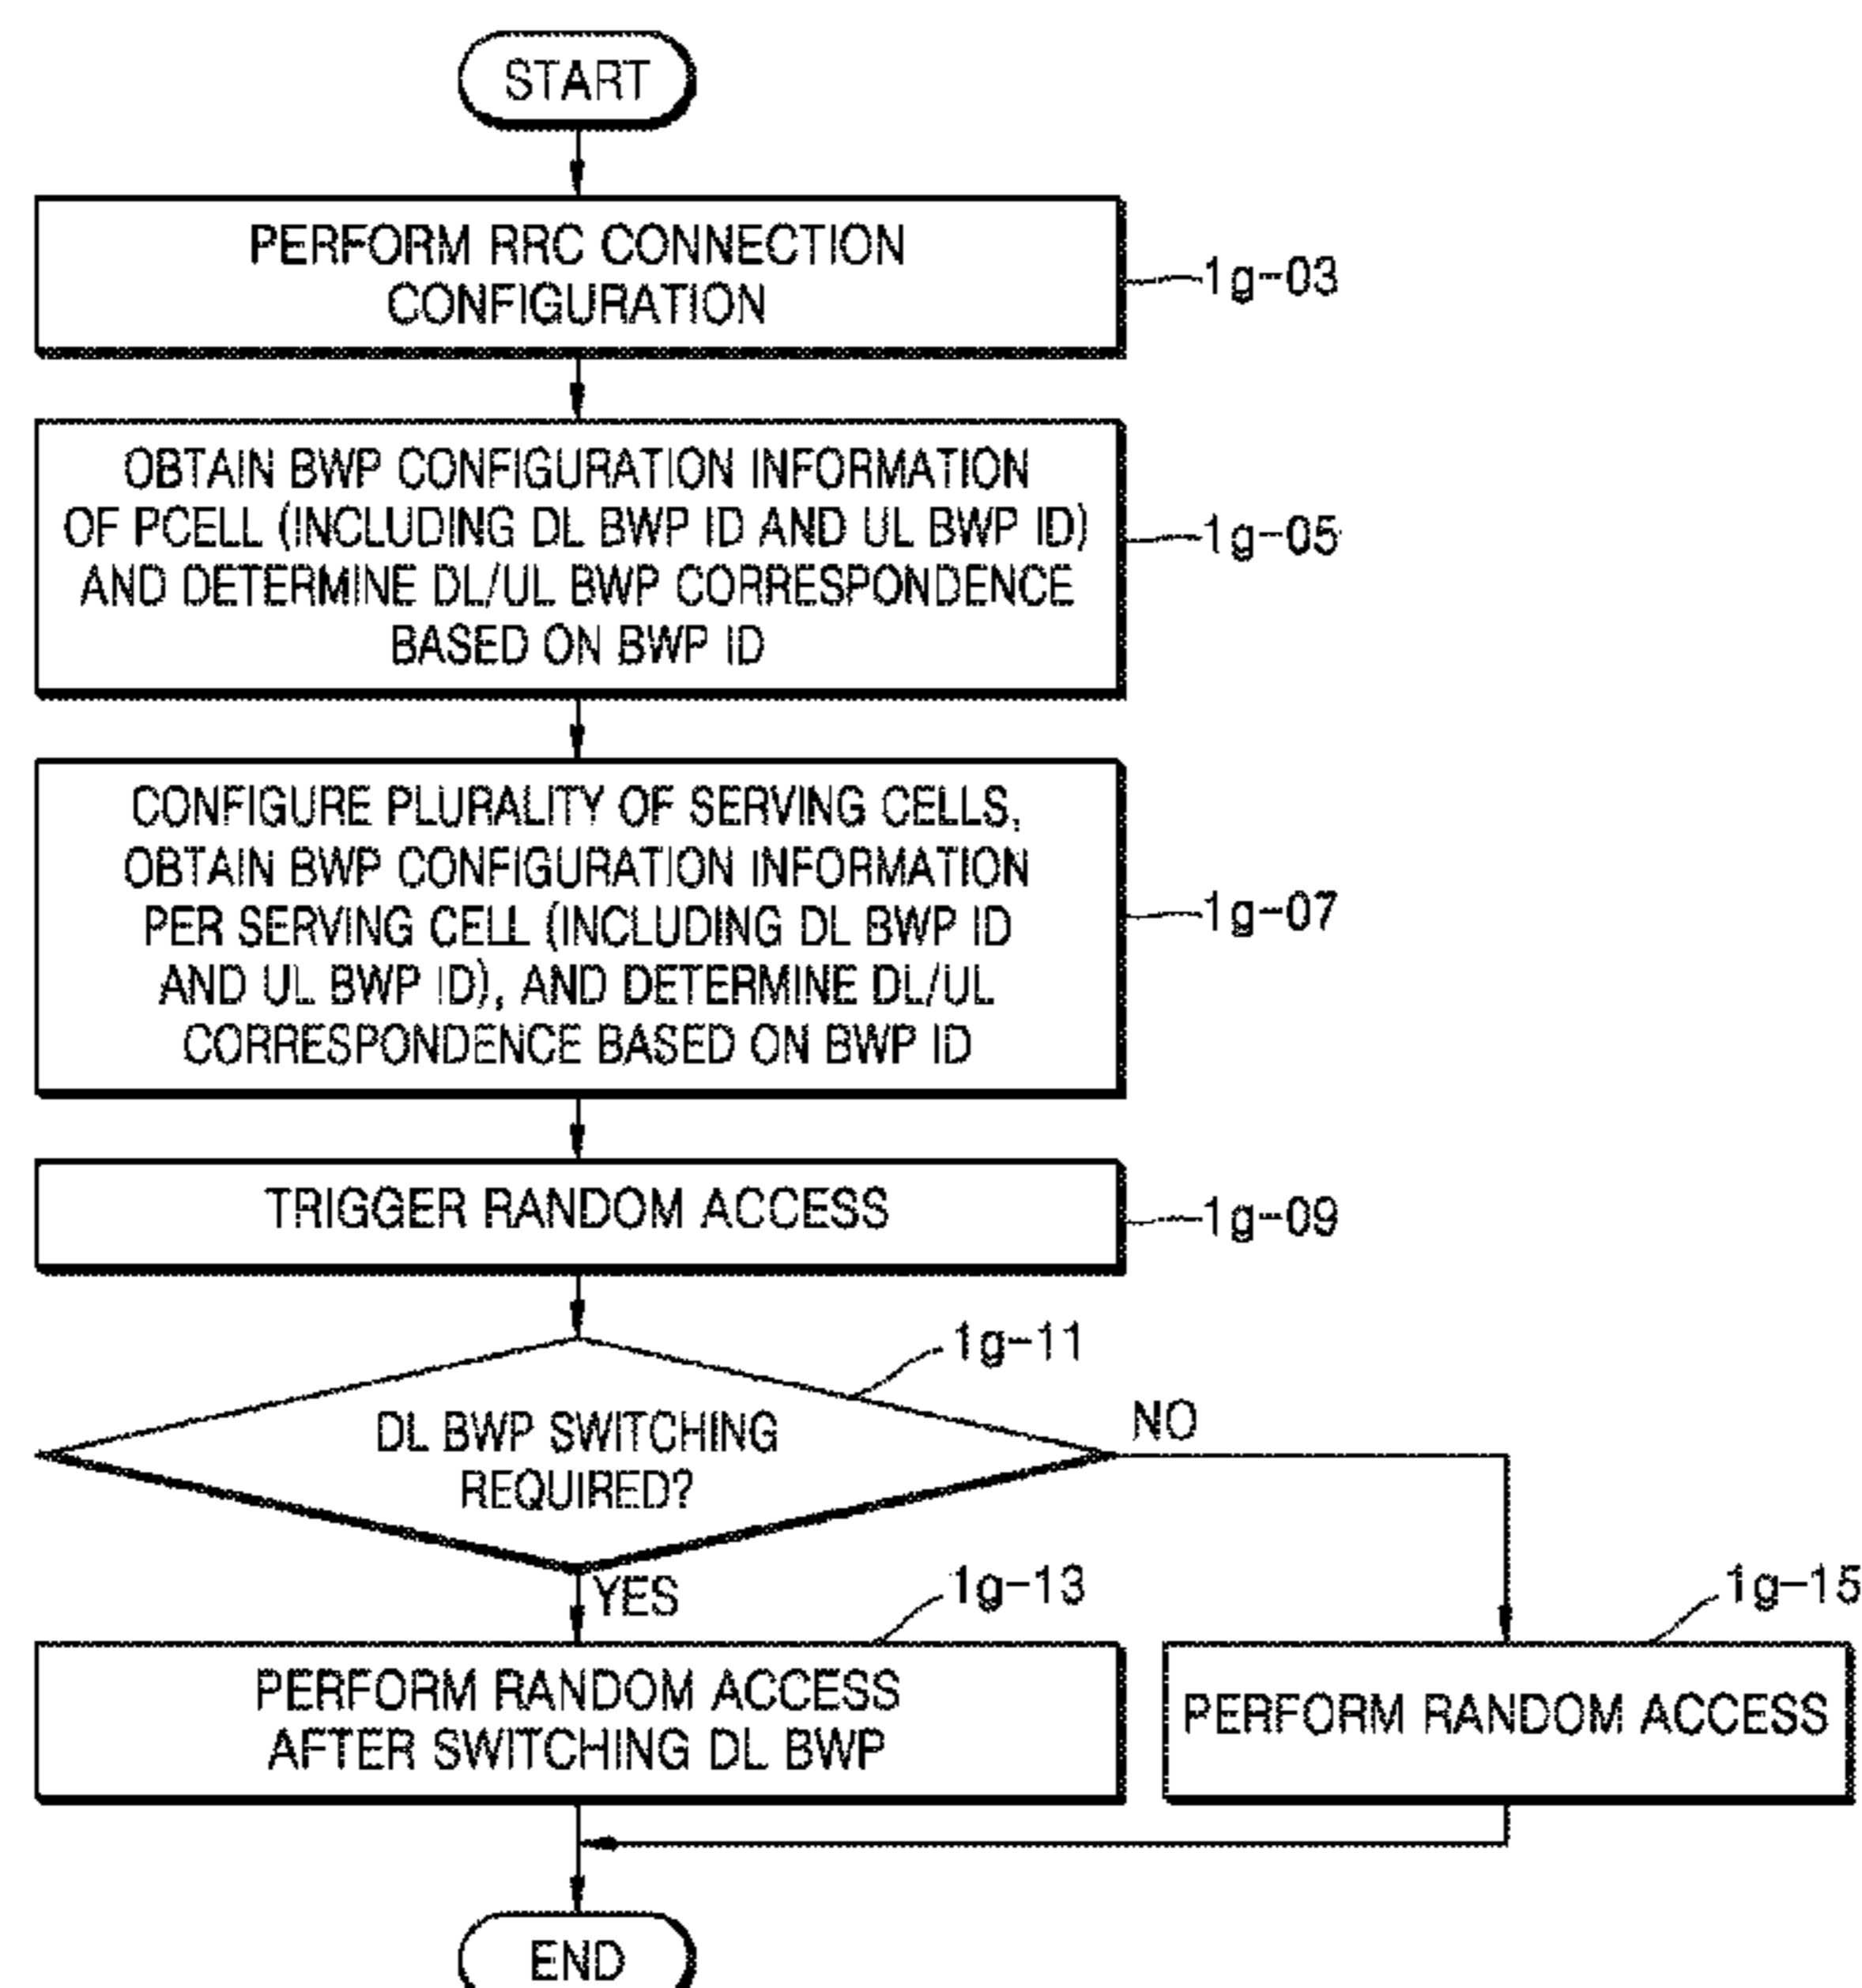 START
PERFORM RRC CONNECTION
CONFIGURATION
1g-03
OBTAIN BWP CONFIGURATION INFORMATION
OF PCELL (INCLUDING DL BWP ID AND UL BWP ID)
AND DETERMINE DL/UL BWP CORRESPONDENCE
BASED ON BWP ID
1g-05
CONFIGURE PLURALITY OF SERVING CELLS,
OBTAIN BWP CONFIGURATION INFORMATION
PER SERVING CELL (INCLUDING DL BWP ID
AND UL BWP ID), AND DETERMINE DL/UL
CORRESPONDENCE BASED ON BWP ID
1g-07
TRIGGER RANDOM ACCESS
1g-09
1g-11
DL BWP SWITCHING
REQUIRED?
NO
YES
1g-13
1g-15
PERFORM RANDOM ACCESS
AFTER SWITCHING DL BWP
PERFORM RANDOM ACCESS
END